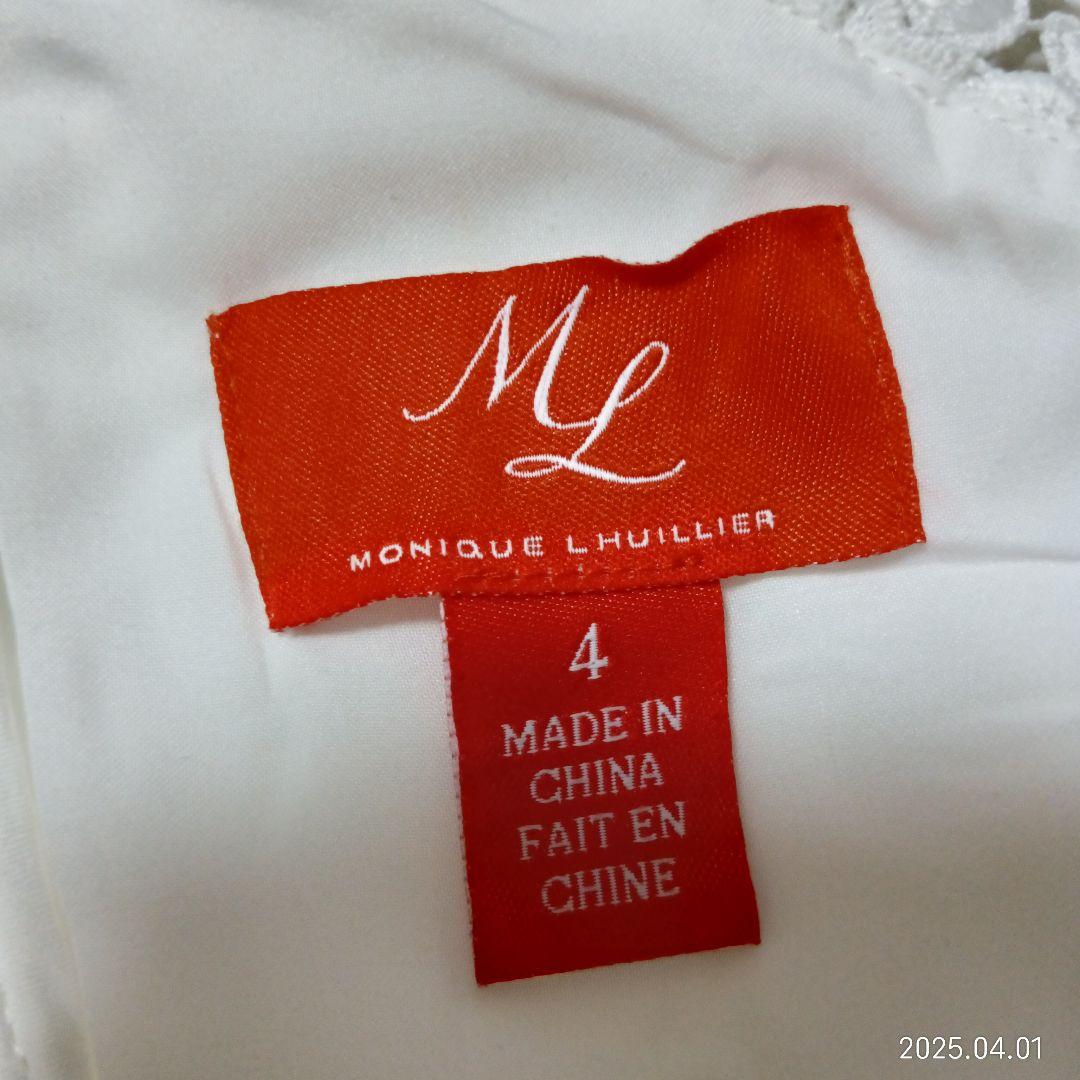 ML
MONIQUE LHUILLIER
4
MADE IN
CHINA
FAIT EN
CHINE
2025.04.01